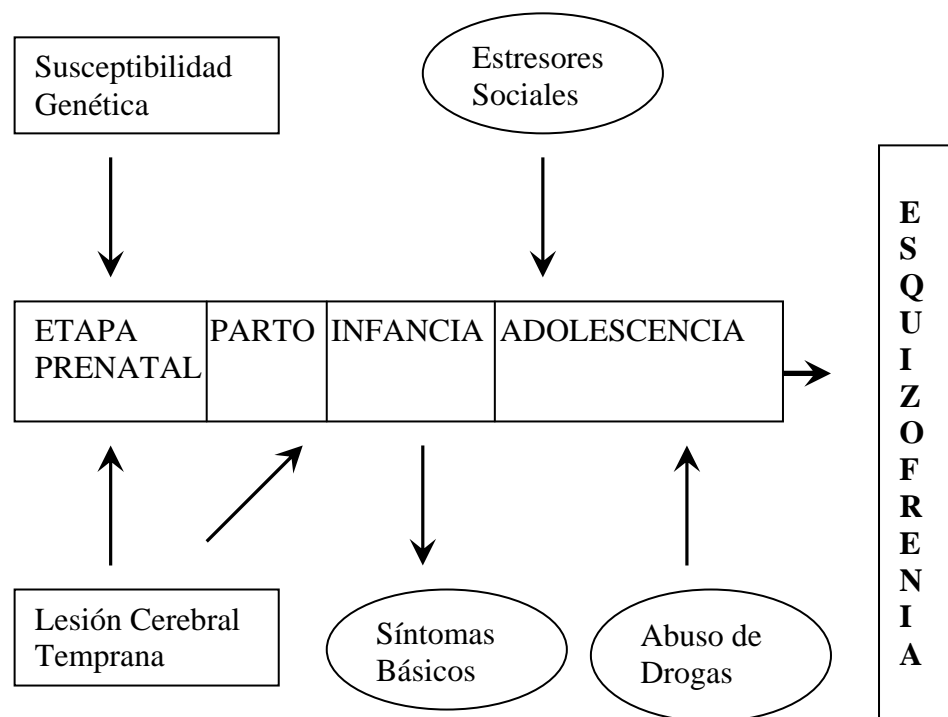 Susceptibilidad
Genética
Estresores
Sociales
ETAPA
PRENATAL
PARTO
INFANCIA
ADOLESCENCIA
Lesión Cerebral
Temprana
Síntomas
Básicos
Abuso de
Drogas
E
S
Q
U
I
Z
O
F
R
E
N
I
A